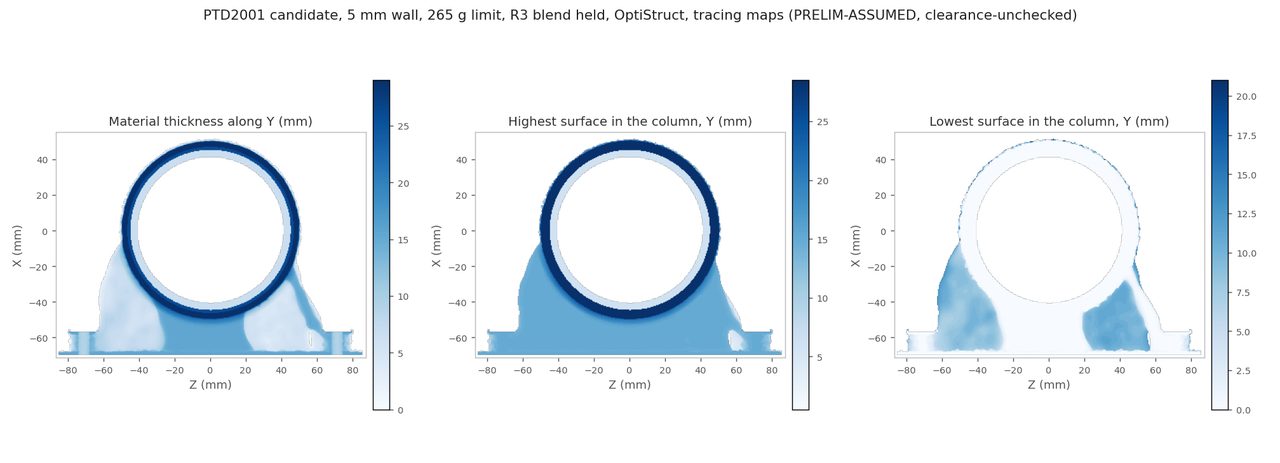 PTD2001 candidate, 5 mm wall, 265 g limit, R3 blend held, OptiStruct, tracing maps (PRELIM-ASSUMED, clearance-unchecked)
Material thickness along Y (mm)
X (mm)
40
20
0
−20
−40
−60
−80 −60 −40 −20 0 20 40 60 80
Z (mm)
25
20
15
10
5
0
Highest surface in the column, Y (mm)
X (mm)
40
20
0
−20
−40
−60
−80 −60 −40 −20 0 20 40 60 80
Z (mm)
25
20
15
10
5
Lowest surface in the column, Y (mm)
X (mm)
40
20
0
−20
−40
−60
−80 −60 −40 −20 0 20 40 60 80
Z (mm)
20.0
17.5
15.0
12.5
10.0
7.5
5.0
2.5
0.0